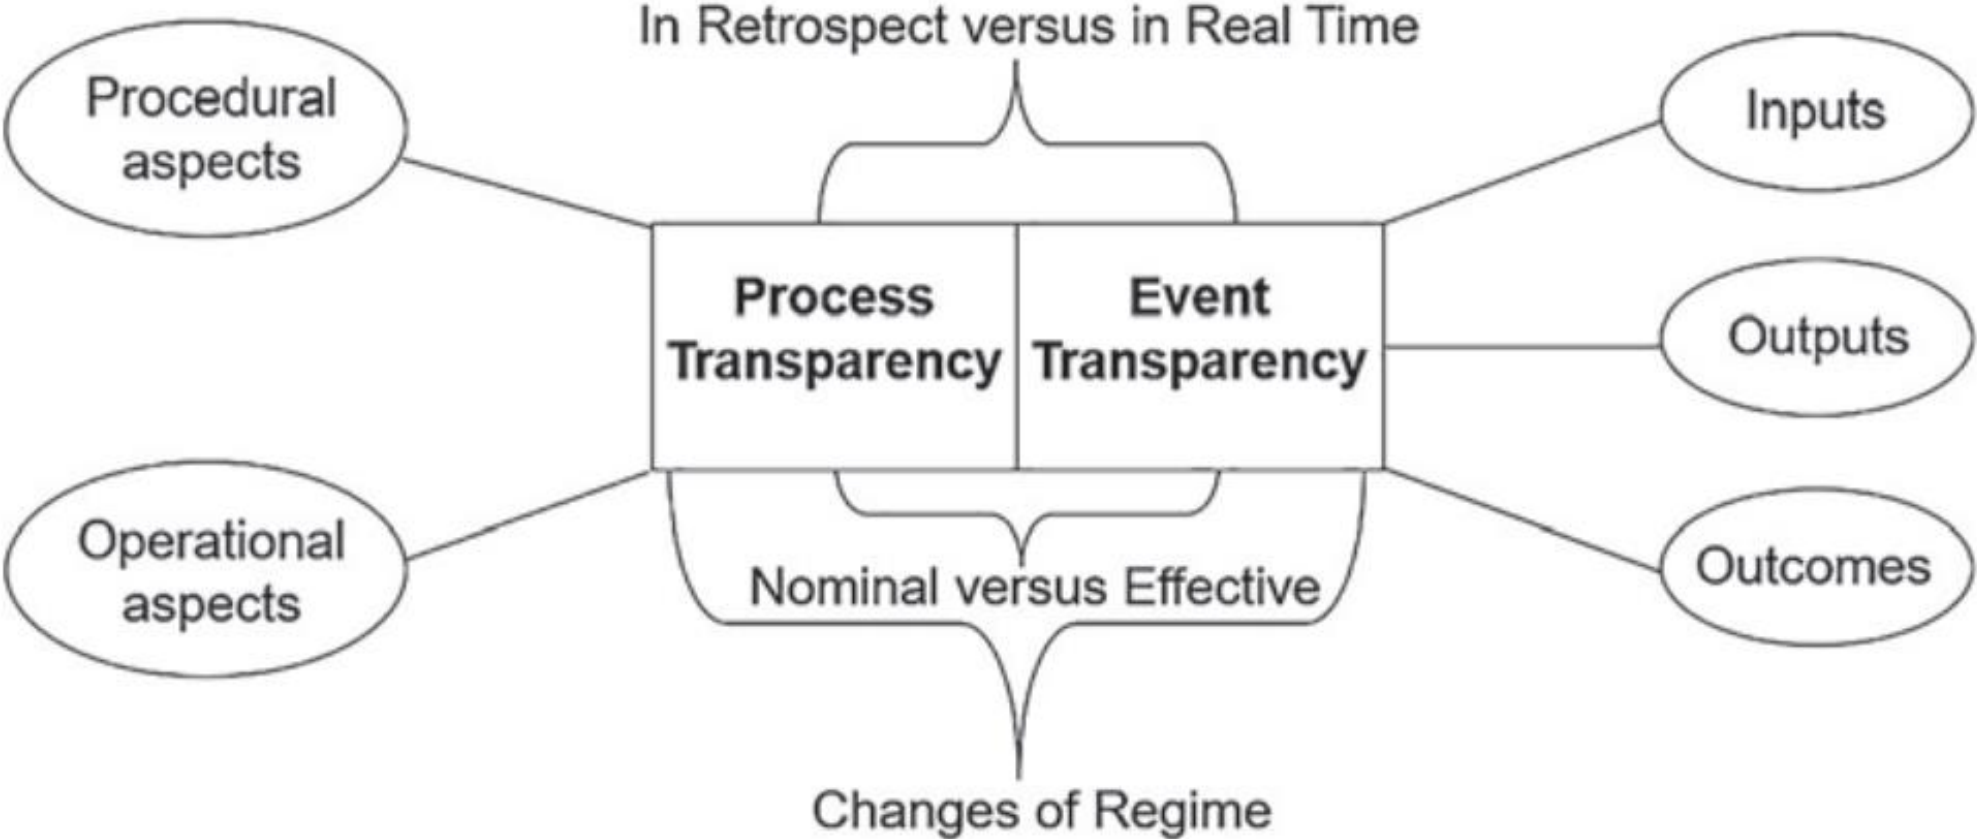 In Retrospect versus in Real Time
Procedural
aspects
Inputs
Process
Transparency
Event
Transparency
Outputs
Operational
aspects
Nominal versus Effective
Outcomes
Changes of Regime